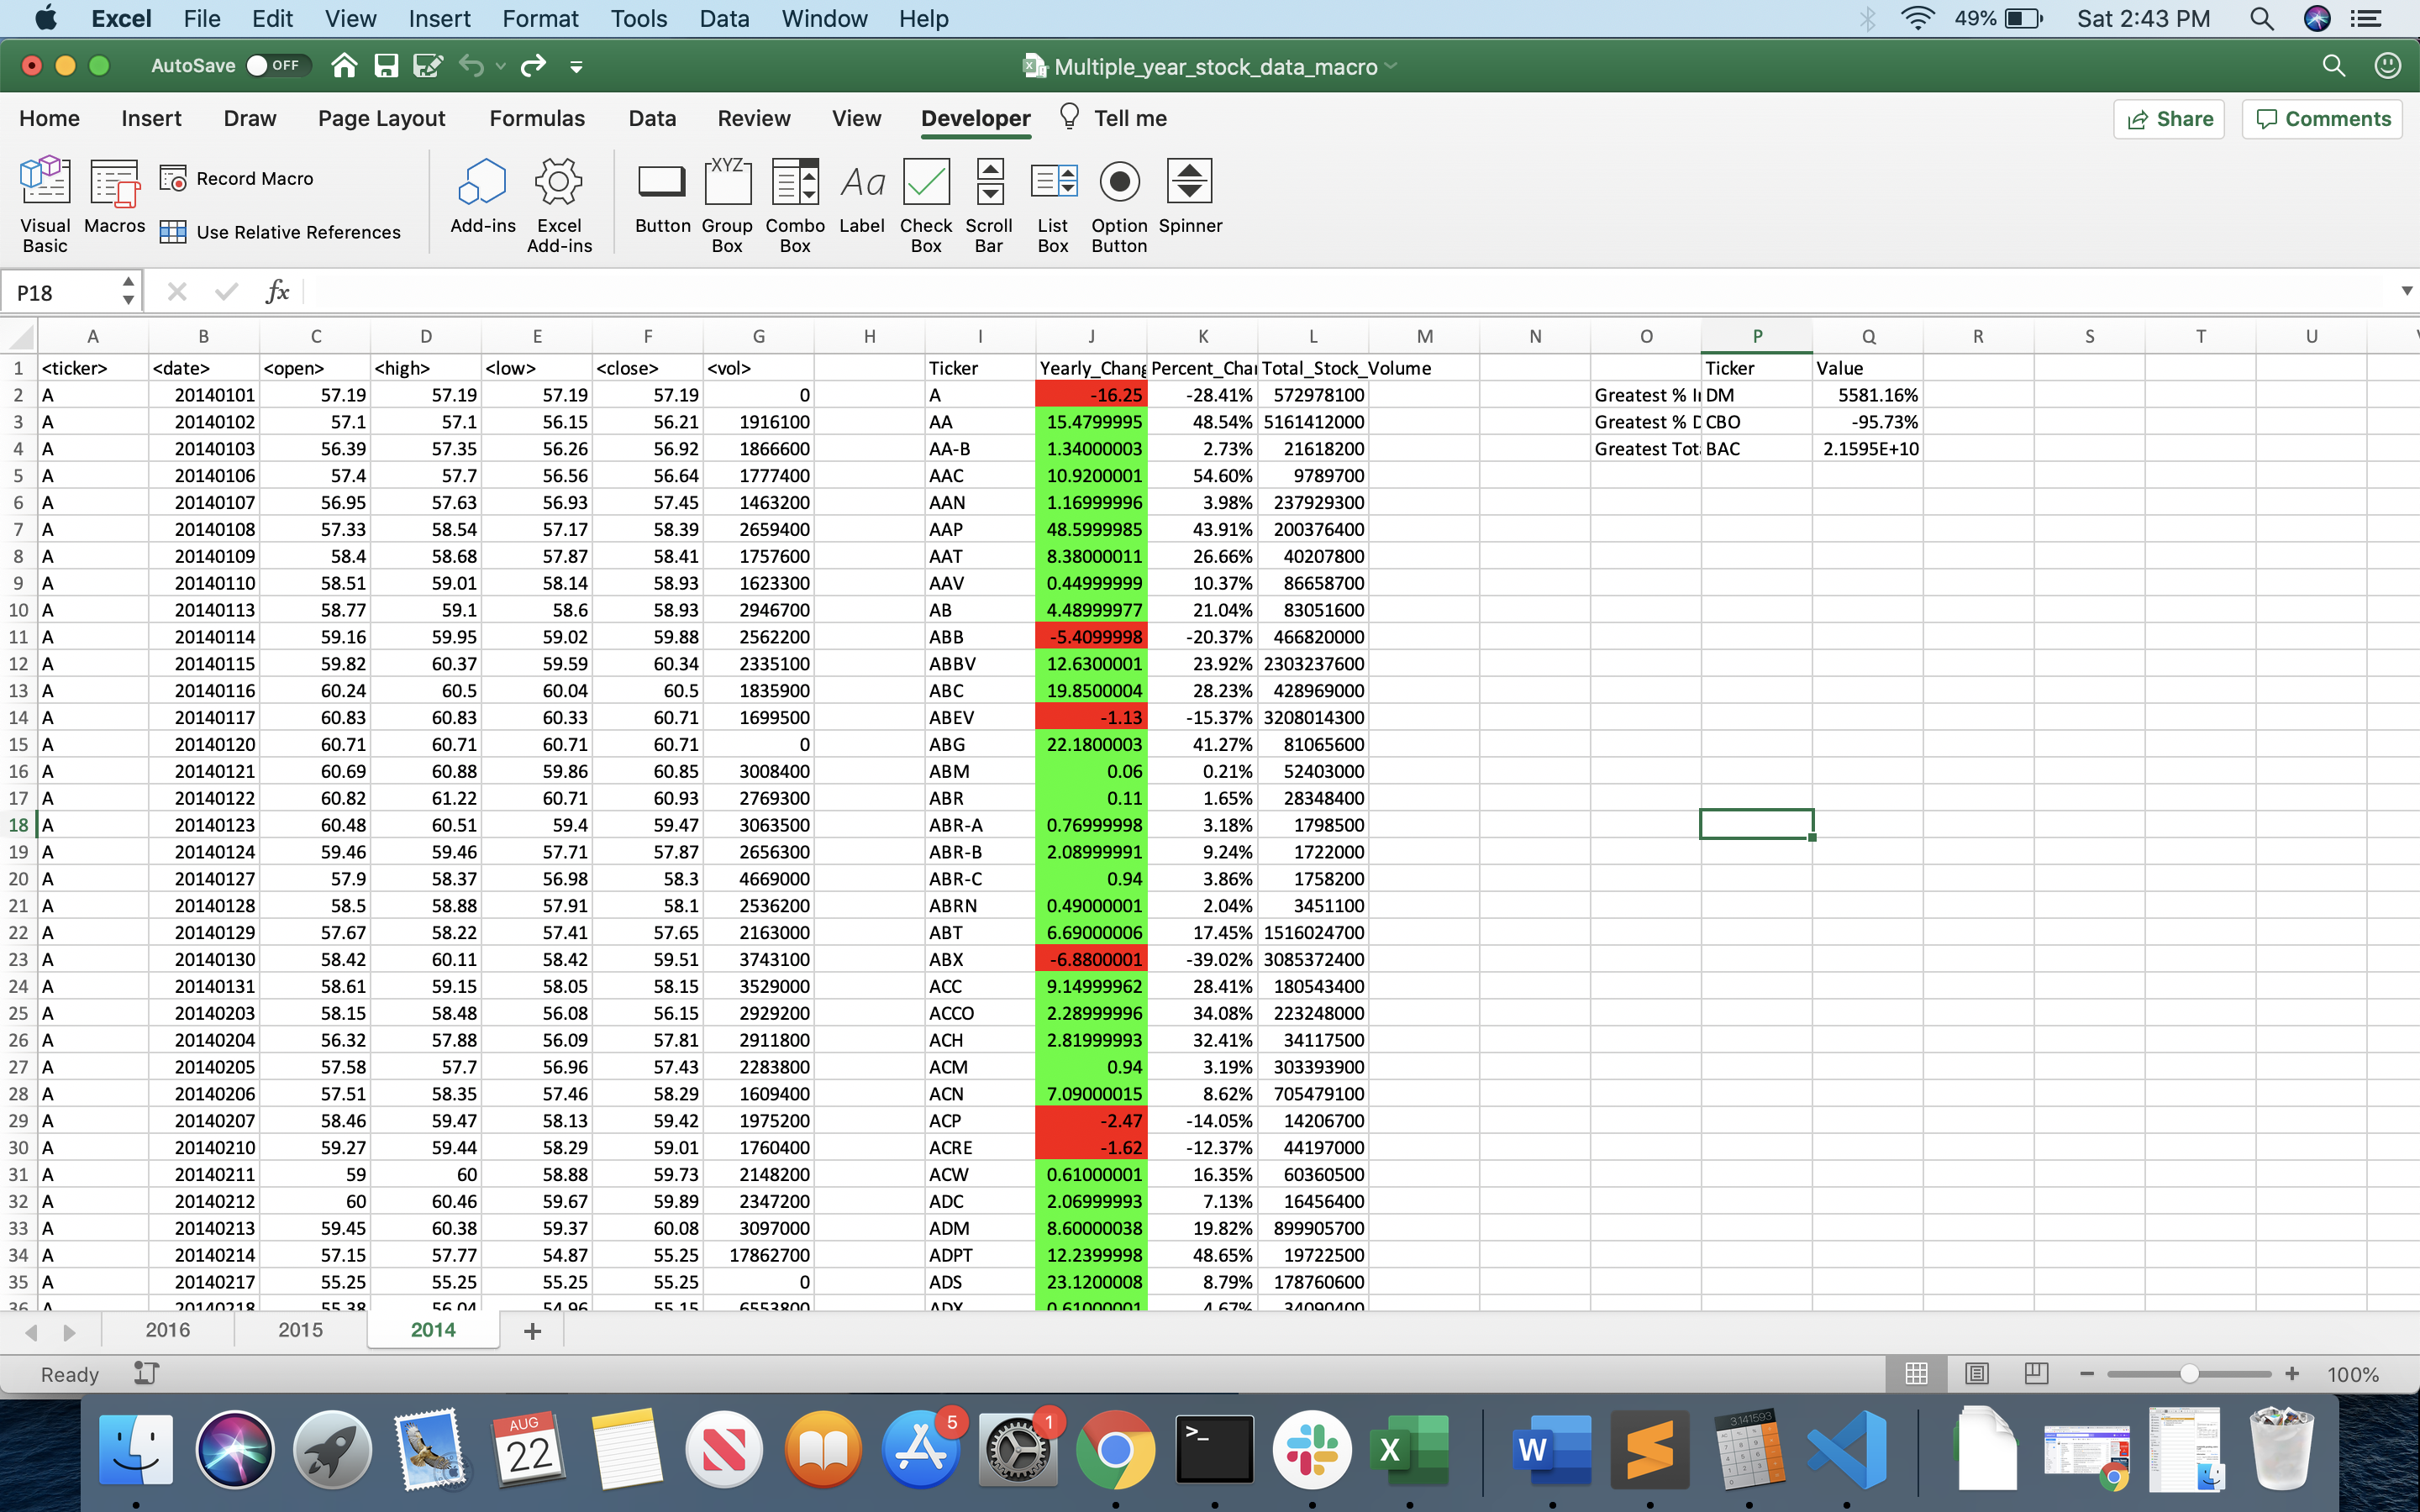 Excel File Edit View Insert Format Tools Data Window Help 49% Sat 2:43 PM
AutoSave OFF Multiple_year_stock_data_macro
Home Insert Draw Page Layout Formulas Data Review View Developer Tell me Share Comments
Visual Basic Macros Record Macro Use Relative References Add-ins Excel Add-ins Button XYZ Group Box Combo Box Aa Label Check Box Scroll Bar List Box Option Button Spinner
P18 fx
A B C D E F G H I J K L M N O P Q R S T U
1 <ticker> <date> <open> <high> <low> <close> <vol> Ticker Yearly_Chang Percent_Cha Total_Stock_Volume Ticker Value
2 A 20140101 57.19 57.19 57.19 57.19 0 A -16.25 -28.41% 572978100 Greatest % I DM 5581.16%
3 A 20140102 57.1 57.1 56.15 56.21 1916100 AA 15.4799995 48.54% 5161412000 Greatest % D CBO -95.73%
4 A 20140103 56.39 57.35 56.26 56.92 1866600 AA-B 1.34000003 2.73% 21618200 Greatest Tot BAC 2.1595E+10
5 A 20140106 57.4 57.7 56.56 56.64 1777400 AAC 10.9200001 54.60% 9789700
6 A 20140107 56.95 57.63 56.93 57.45 1463200 AAN 1.16999996 3.98% 237929300
7 A 20140108 57.33 58.54 57.17 58.39 2659400 AAP 48.5999985 43.91% 200376400
8 A 20140109 58.4 58.68 57.87 58.41 1757600 AAT 8.38000011 26.66% 40207800
9 A 20140110 58.51 59.01 58.14 58.93 1623300 AAV 0.44999999 10.37% 86658700
10 A 20140113 58.77 59.1 58.6 58.93 2946700 AB 4.48999977 21.04% 83051600
11 A 20140114 59.16 59.95 59.02 59.88 2562200 ABB -5.4099998 -20.37% 466820000
12 A 20140115 59.82 60.37 59.59 60.34 2335100 ABBV 12.6300001 23.92% 2303237600
13 A 20140116 60.24 60.5 60.04 60.5 1835900 ABC 19.8500004 28.23% 428969000
14 A 20140117 60.83 60.83 60.33 60.71 1699500 ABEV -1.13 -15.37% 3208014300
15 A 20140120 60.71 60.71 60.71 60.71 0 ABG 22.1800003 41.27% 81065600
16 A 20140121 60.69 60.88 59.86 60.85 3008400 ABM 0.06 0.21% 52403000
17 A 20140122 60.82 61.22 60.71 60.93 2769300 ABR 0.11 1.65% 28348400
18 A 20140123 60.48 60.51 59.4 59.47 3063500 ABR-A 0.76999998 3.18% 1798500
19 A 20140124 59.46 59.46 57.71 57.87 2656300 ABR-B 2.08999991 9.24% 1722000
20 A 20140127 57.9 58.37 56.98 58.3 4669000 ABR-C 0.94 3.86% 1758200
21 A 20140128 58.5 58.88 57.91 58.1 2536200 ABRN 0.49000001 2.04% 3451100
22 A 20140129 57.67 58.22 57.41 57.65 2163000 ABT 6.69000006 17.45% 1516024700
23 A 20140130 58.42 60.11 58.42 59.51 3743100 ABX -6.8800001 -39.02% 3085372400
24 A 20140131 58.61 59.15 58.05 58.15 3529000 ACC 9.14999962 28.41% 180543400
25 A 20140203 58.15 58.48 56.08 56.15 2929200 ACCO 2.28999996 34.08% 223248000
26 A 20140204 56.32 57.88 56.09 57.81 2911800 ACH 2.81999993 32.41% 34117500
27 A 20140205 57.58 57.7 56.96 57.43 2283800 ACM 0.94 3.19% 303393900
28 A 20140206 57.51 58.35 57.46 58.29 1609400 ACN 7.09000015 8.62% 705479100
29 A 20140207 58.46 59.47 58.13 59.42 1975200 ACP -2.47 -14.05% 14206700
30 A 20140210 59.27 59.44 58.29 59.01 1760400 ACRE -1.62 -12.37% 44197000
31 A 20140211 59 60 58.88 59.73 2148200 ACW 0.61000001 16.35% 60360500
32 A 20140212 60 60.46 59.67 59.89 2347200 ADC 2.06999993 7.13% 16456400
33 A 20140213 59.45 60.38 59.37 60.08 3097000 ADM 8.60000038 19.82% 899905700
34 A 20140214 57.15 57.77 54.87 55.25 17862700 ADPT 12.2399998 48.65% 19722500
35 A 20140217 55.25 55.25 55.25 55.25 0 ADS 23.1200008 8.79% 178760600
36 A 20140218 55.38 56.04 54.96 55.15 6553800 ADX 0.61000001 4.67% 34090400
2016 2015 2014
Ready 100%
AUG 22 5 1 >_ X W 3.141593